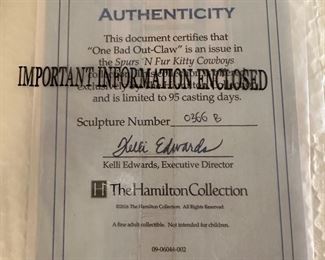 AUTHENTICITY
This document certifies that
"One Bad Out-Claw" is an issue in
the Spurs 'N Fur Kitty Cowboys
IMPORTANT INFORMATION ENCLOSED
and is limited to 95 casting days.
Sculpture Number 0366 B
Kelli Edwards
Kelli Edwards, Executive Director
H The Hamilton Collection
©2016 The Hamilton Collection. All Rights Reserved.
A fine adult collectible. Not intended for children.
09-06044-002